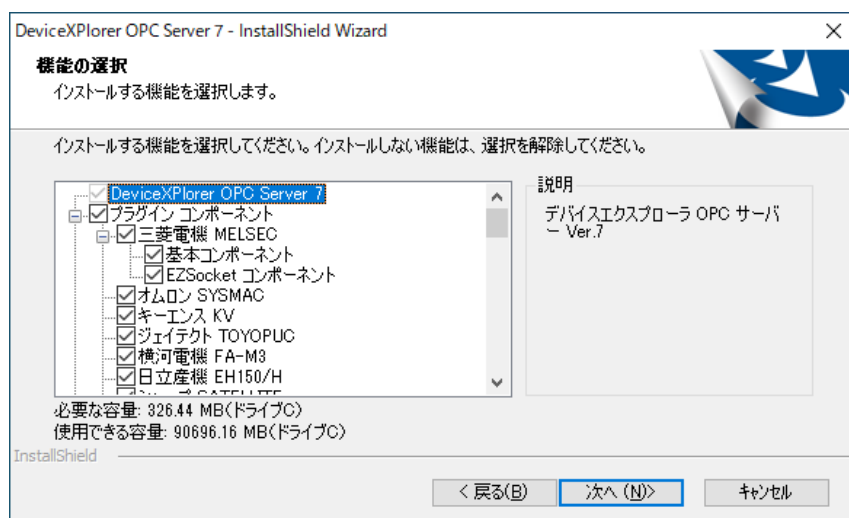 DeviceXPlorer OPC Server 7 - InstallShield Wizard
機能の選択
インストールする機能を選択します。
インストールする機能を選択してください。インストールしない機能は、選択を解除してください。
DeviceXPlorer OPC Server 7
プラグイン コンポーネント
三菱電機 MELSEC
基本コンポーネント
EZSocket コンポーネント
オムロン SYSMAC
キーエンス KV
ジェイテクト TOYOPUC
横河電機 FA-M3
日立産機 EH150/H
説明
デバイスエクスプローラ OPC サーバ
ー Ver.7
必要な容量: 326.44 MB(ドライブC)
使用できる容量: 90696.16 MB(ドライブC)
InstallShield
< 戻る(B)
次へ (N)>
キャンセル